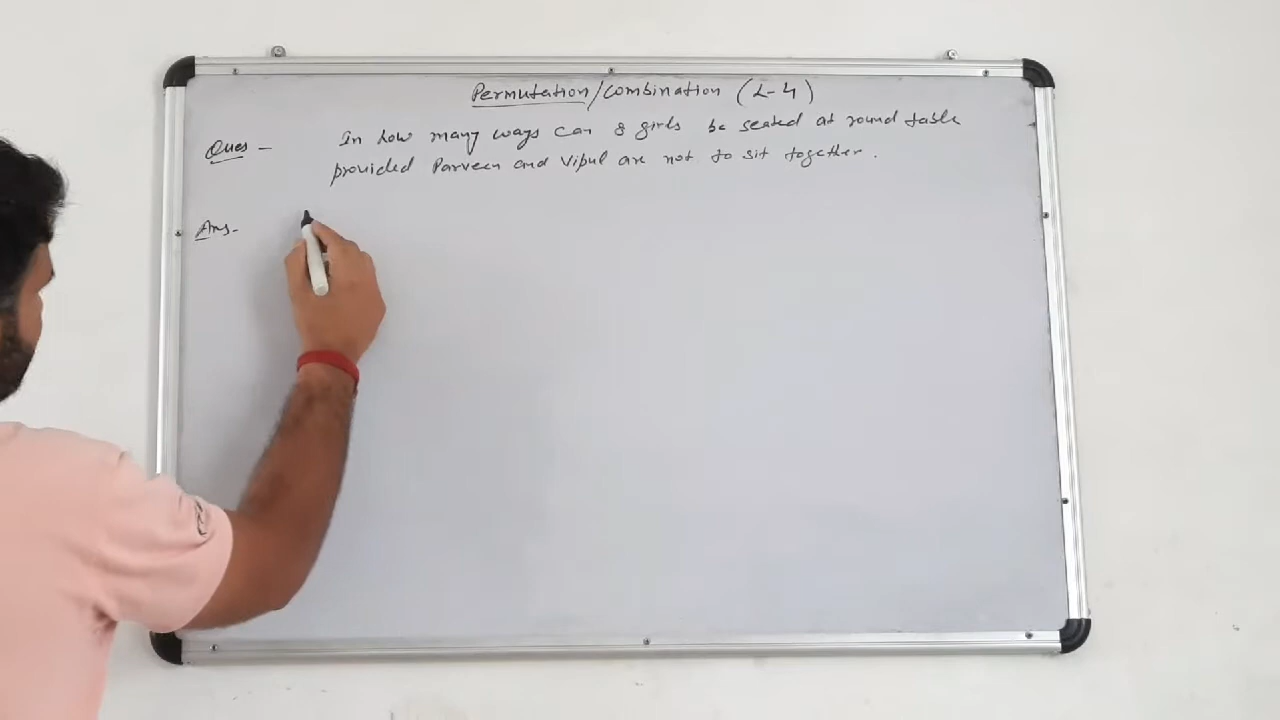 Permutation/Combination (L-4)
Ques - In how many ways can 8 girls be seated at round table
provided Parveen and Vipul are not to sit together.
Ans-